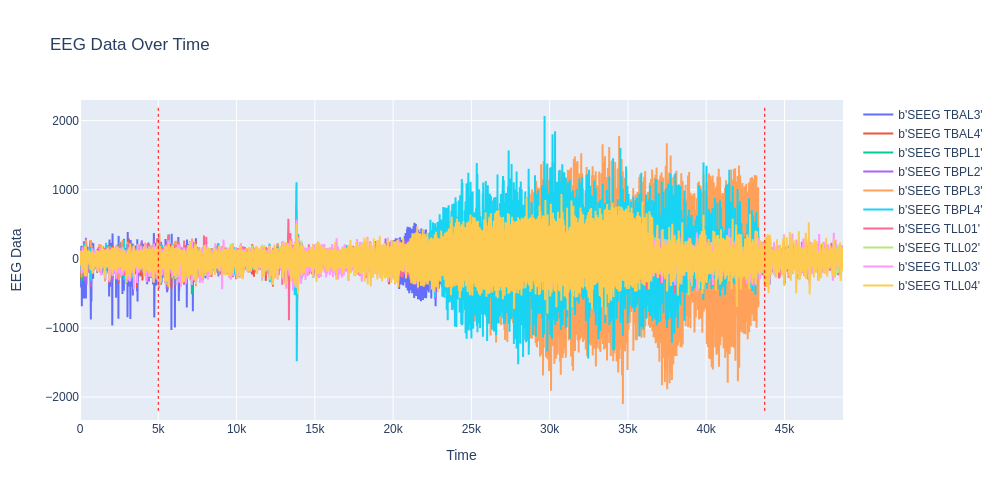 EEG Data Over Time
EEG Data
2000
1000
0
−1000
−2000
0
5k
10k
15k
20k
25k
30k
35k
40k
45k
Time
b'SEEG TBAL3'
b'SEEG TBAL4'
b'SEEG TBPL1'
b'SEEG TBPL2'
b'SEEG TBPL3'
b'SEEG TBPL4'
b'SEEG TLL01'
b'SEEG TLL02'
b'SEEG TLL03'
b'SEEG TLL04'